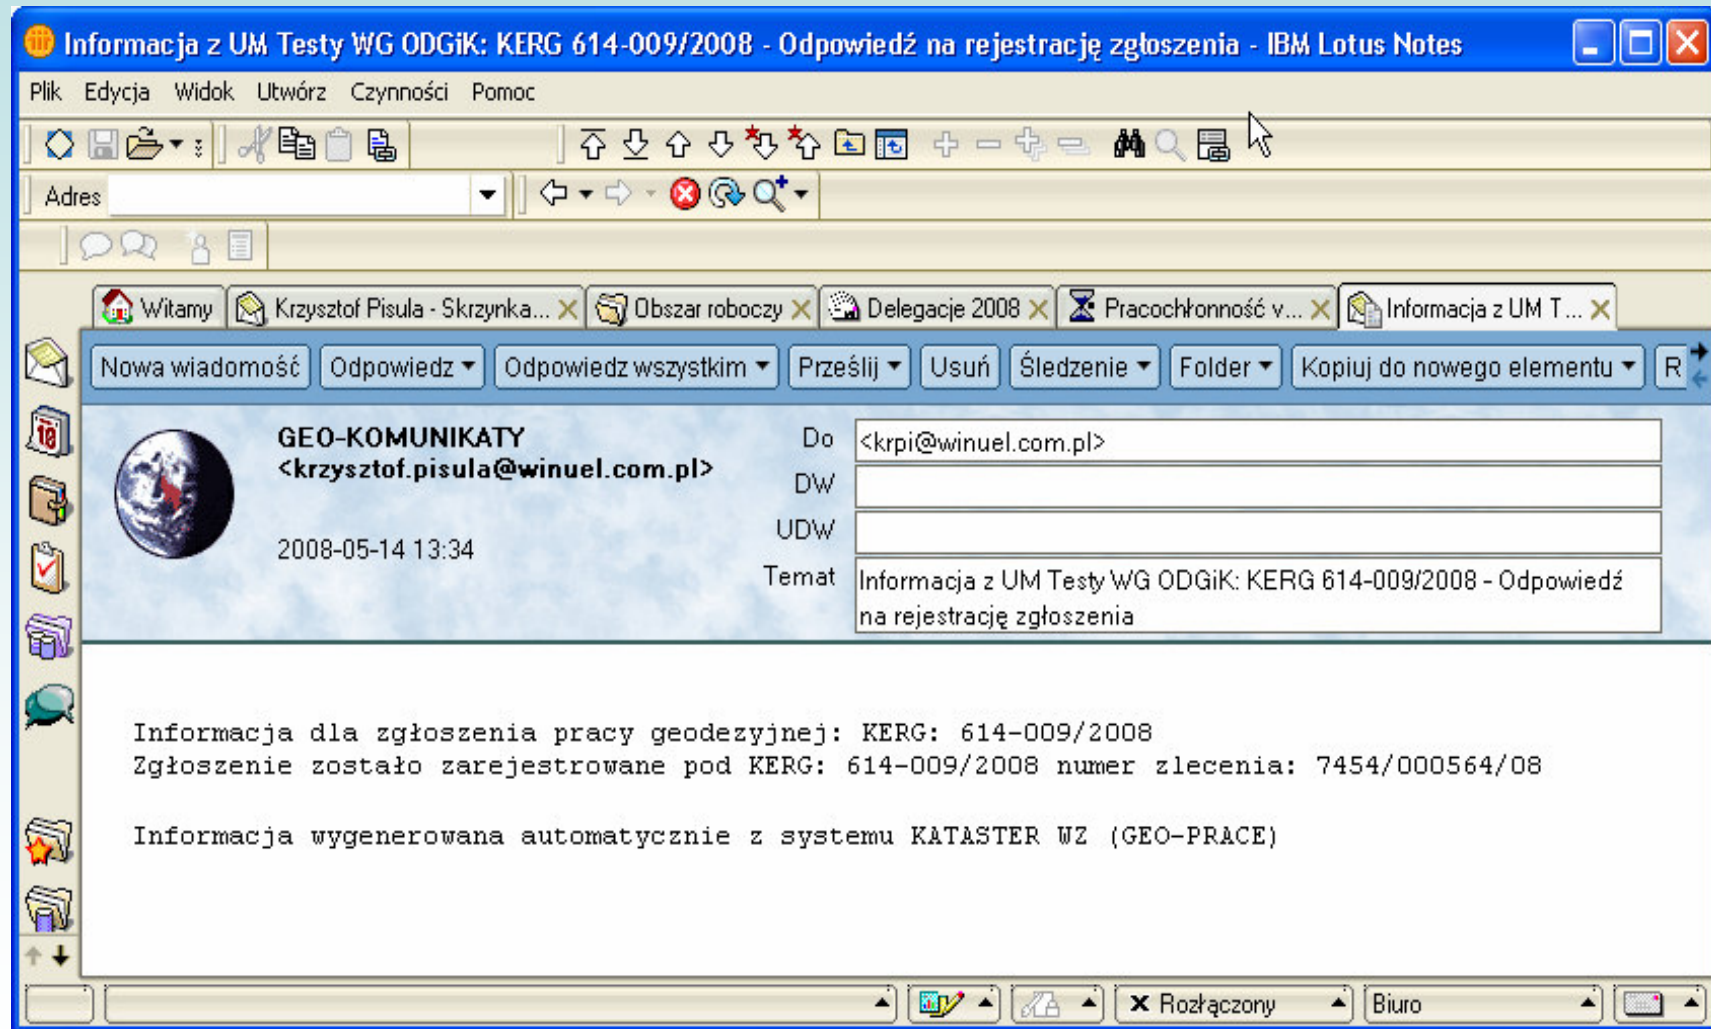 Informacja z UM Testy WG ODGiK: KERG 614-009/2008 - Odpowiedź na rejestrację zgłoszenia - IBM Lotus Notes
Plik Edycja Widok Utwórz Czynności Pomoc
Adres
Witamy Krzysztof Pisula - Skrzynka... Obszar roboczy Delegacje 2008 Pracochłonność v... Informacja z UM T...
Nowa wiadomość Odpowiedz Odpowiedz wszystkim Prześlij Usuń Śledzenie Folder Kopiuj do nowego elementu R
GEO-KOMUNIKATY
<krzysztof.pisula@winuel.com.pl>
2008-05-14 13:34
Do <krpi@winuel.com.pl>
DW
UDW
Temat Informacja z UM Testy WG ODGiK: KERG 614-009/2008 - Odpowiedź
na rejestrację zgłoszenia
Informacja dla zgłoszenia pracy geodezyjnej: KERG: 614-009/2008
Zgłoszenie zostało zarejestrowane pod KERG: 614-009/2008 numer zlecenia: 7454/000564/08
Informacja wygenerowana automatycznie z systemu KATASTER WZ (GEO-PRACE)
Rozłączony Biuro